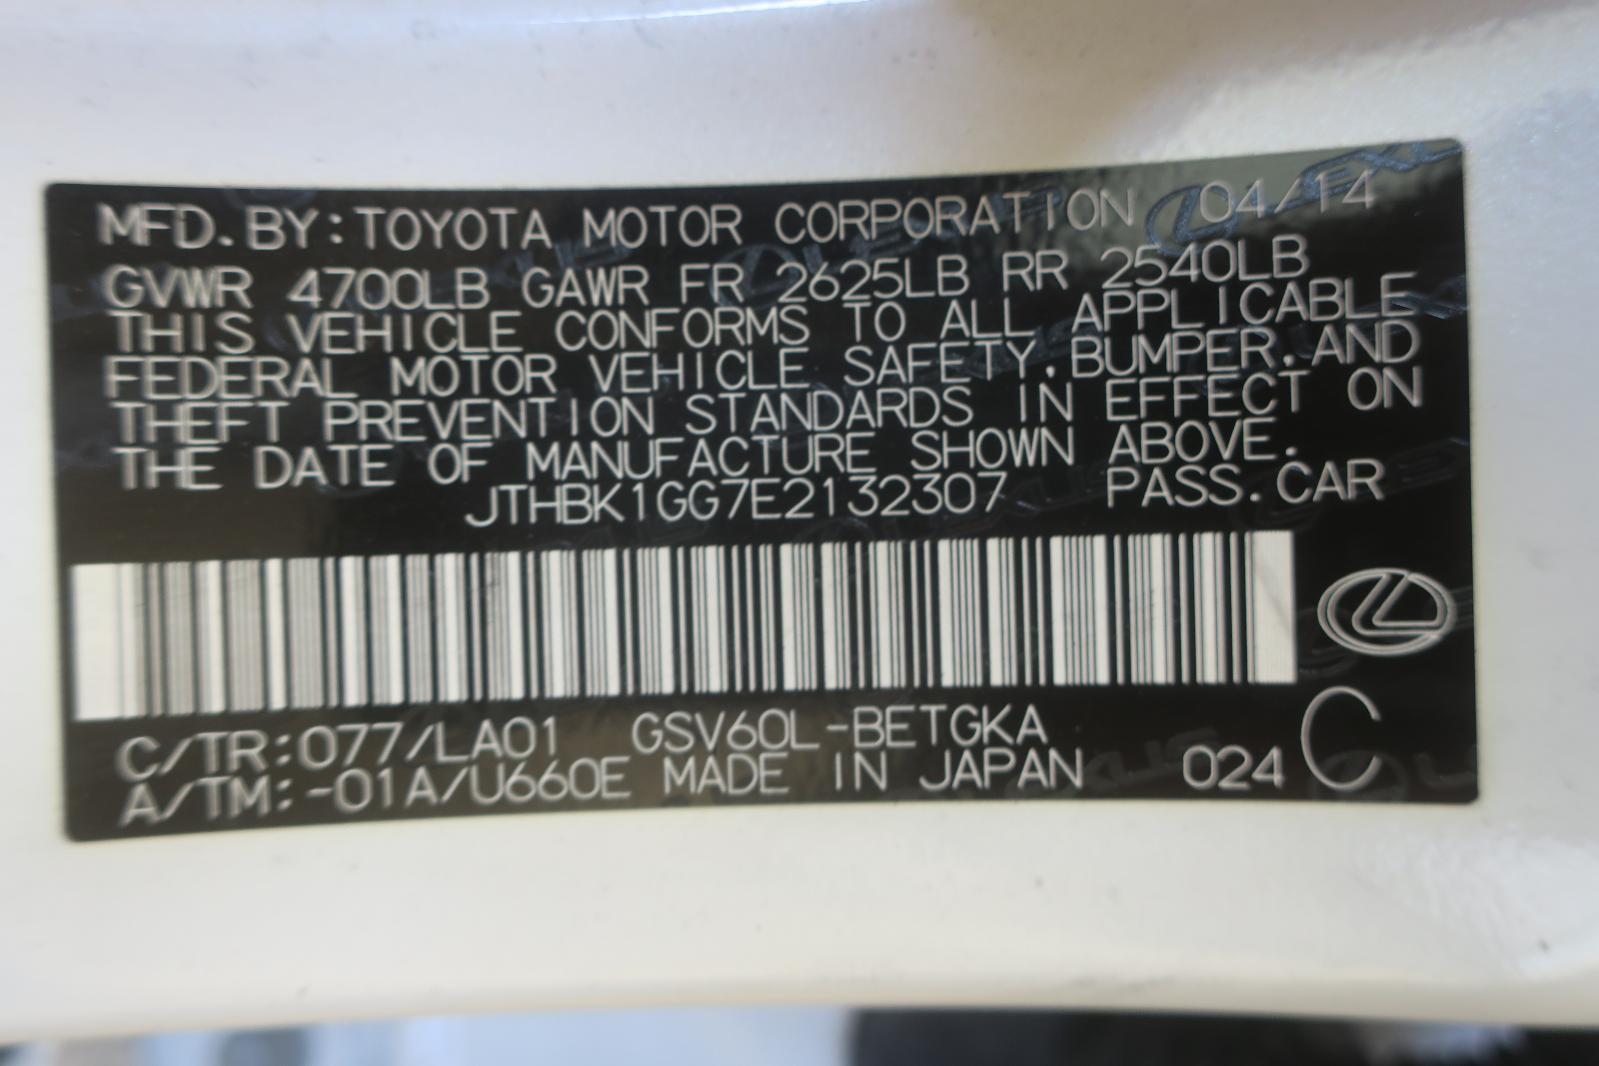 MFD. BY: TOYOTA MOTOR CORPORATION 04/14
GVWR 4700LB GAWR FR 2625LB RR 2540LB
THIS VEHICLE CONFORMS TO ALL APPLICABLE
FEDERAL MOTOR VEHICLE SAFETY, BUMPER, AND
THEFT PREVENTION STANDARDS IN EFFECT ON
THE DATE OF MANUFACTURE SHOWN ABOVE.
JTHBK1GG7E2132307 PASS. CAR
C/TR: 077/LA01 GSV60L-BETGKA
A/TM: -01A/U660E MADE IN JAPAN 024 C